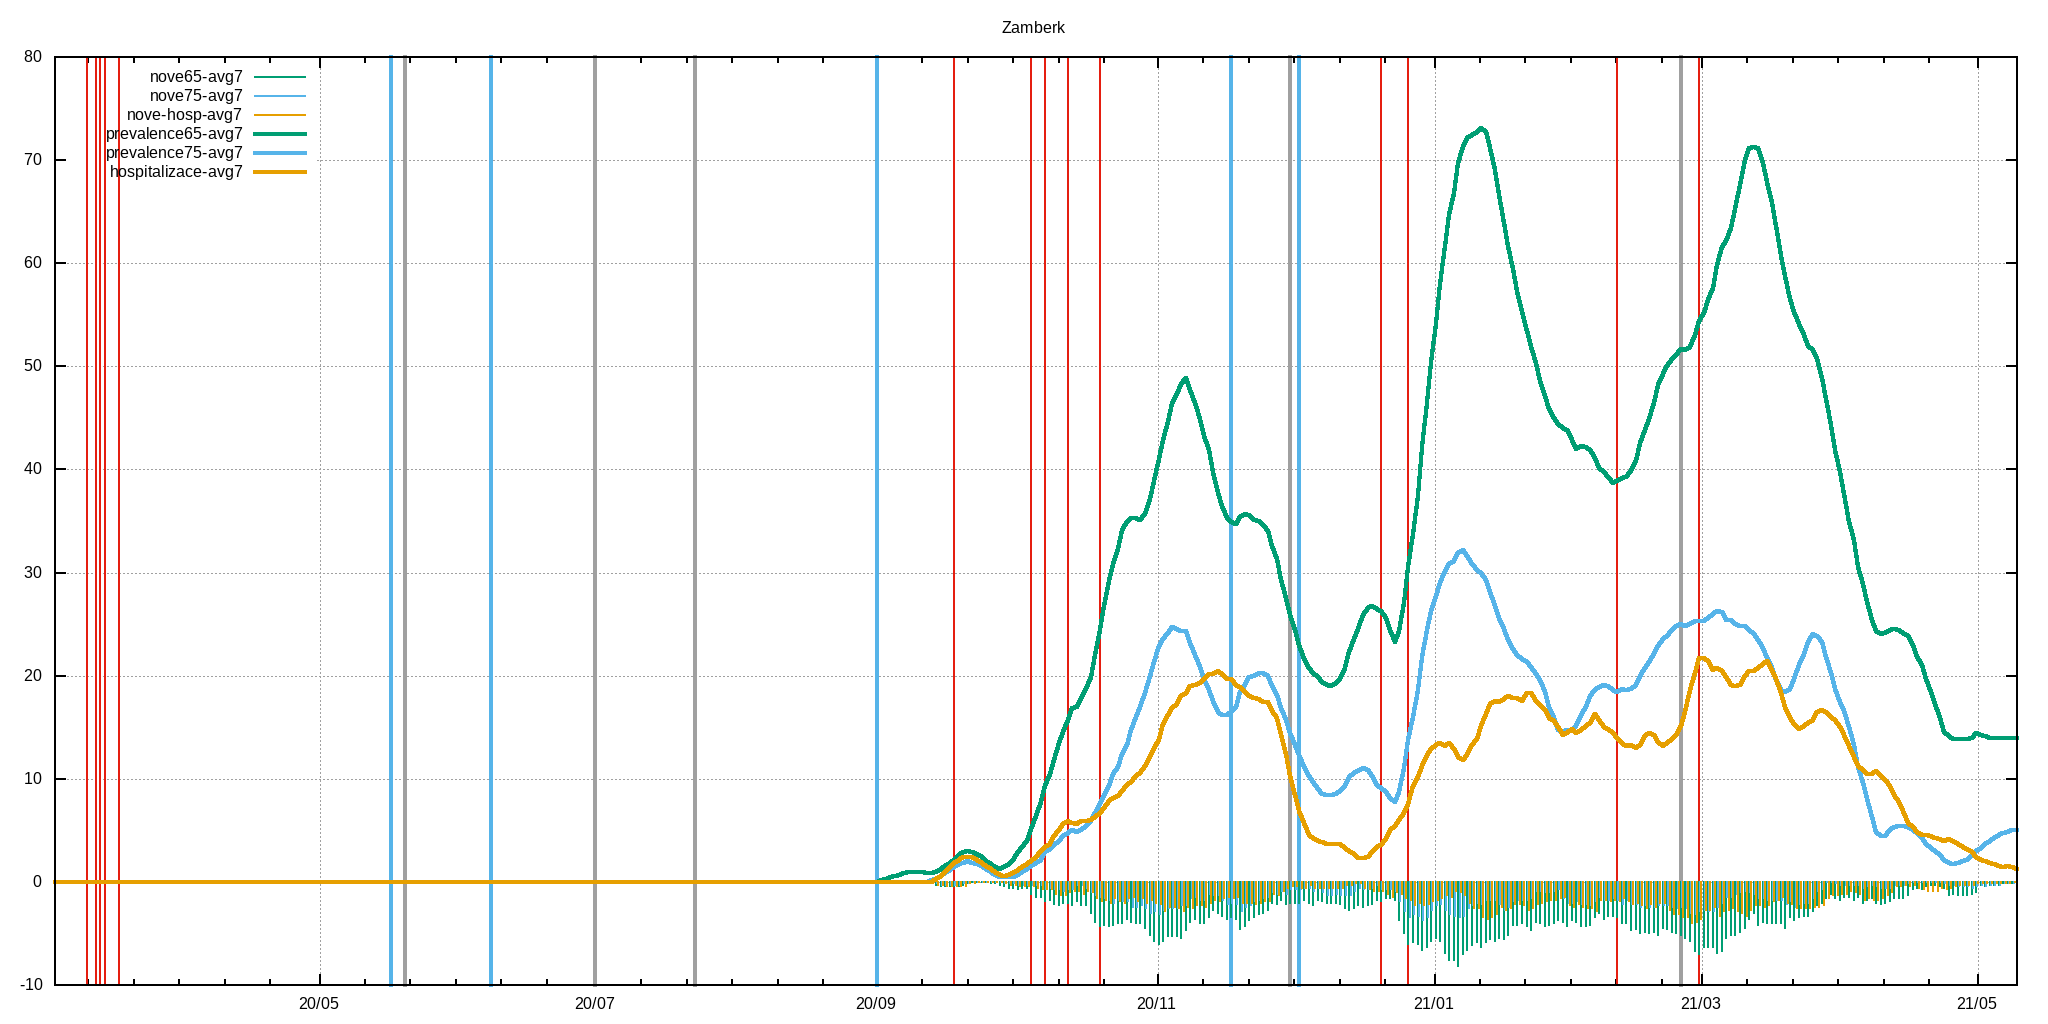 Zamberk
80
70
60
50
40
30
20
10
0
-10
nove65-avg7
nove75-avg7
nove-hosp-avg7
prevalence65-avg7
prevalence75-avg7
hospitalizace-avg7
20/05 20/07 20/09 20/11 21/01 21/03 21/05